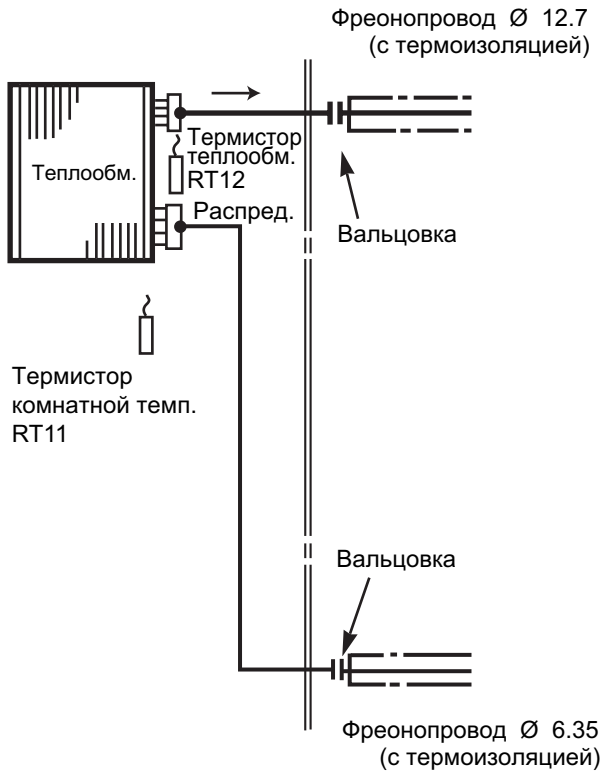 Фреонопровод Ø 12.7
(с термоизоляцией)
Термистор
теплообм.
RT12
Теплообм.
Распред.
Вальцовка
Термистор
комнатной темп.
RT11
Вальцовка
Фреонопровод Ø 6.35
(с термоизоляцией)